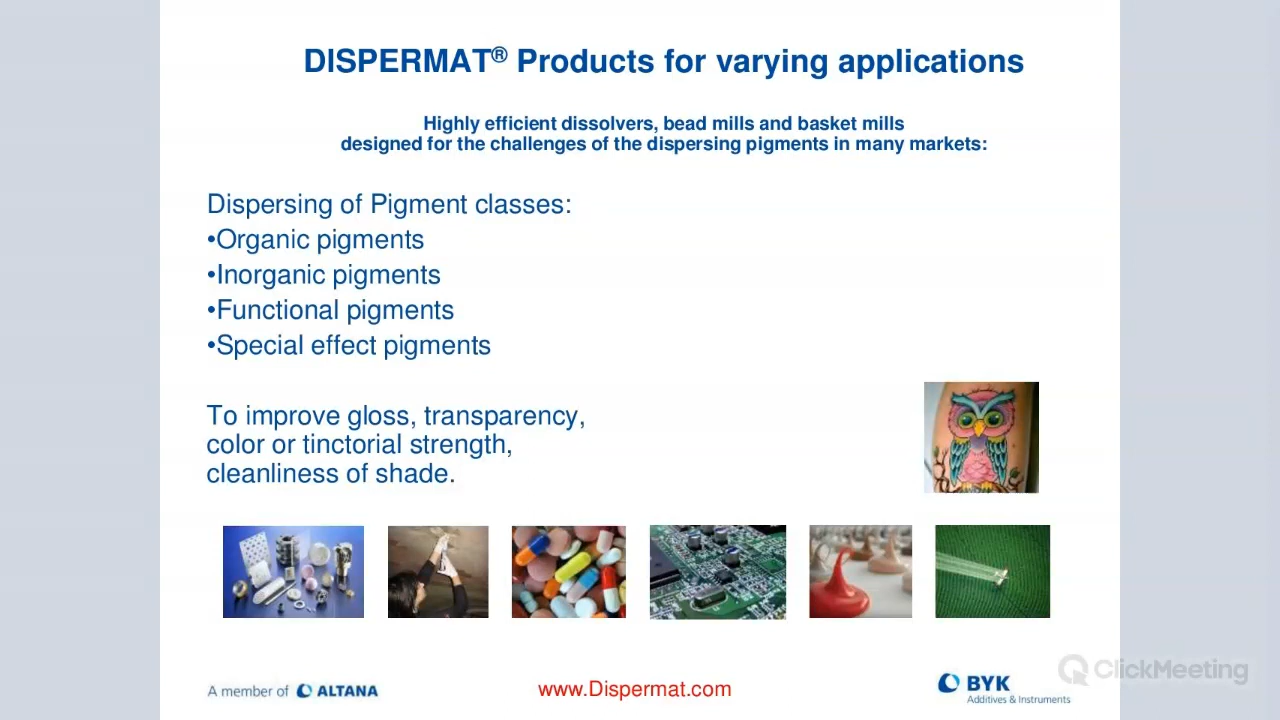 DISPERMAT® Products for varying applications
Highly efficient dissolvers, bead mills and basket mills
designed for the challenges of the dispersing pigments in many markets:
Dispersing of Pigment classes:
•Organic pigments
•Inorganic pigments
•Functional pigments
•Special effect pigments
To improve gloss, transparency,
color or tinctorial strength,
cleanliness of shade.
A member of ALTANA
www.Dispermat.com
BYK
Additives & Instruments
ClickMeeting